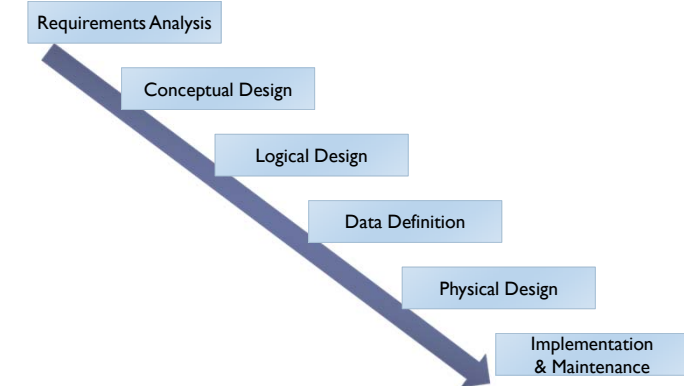 Requirements Analysis
Conceptual Design
Logical Design
Data Definition
Physical Design
Implementation
& Maintenance